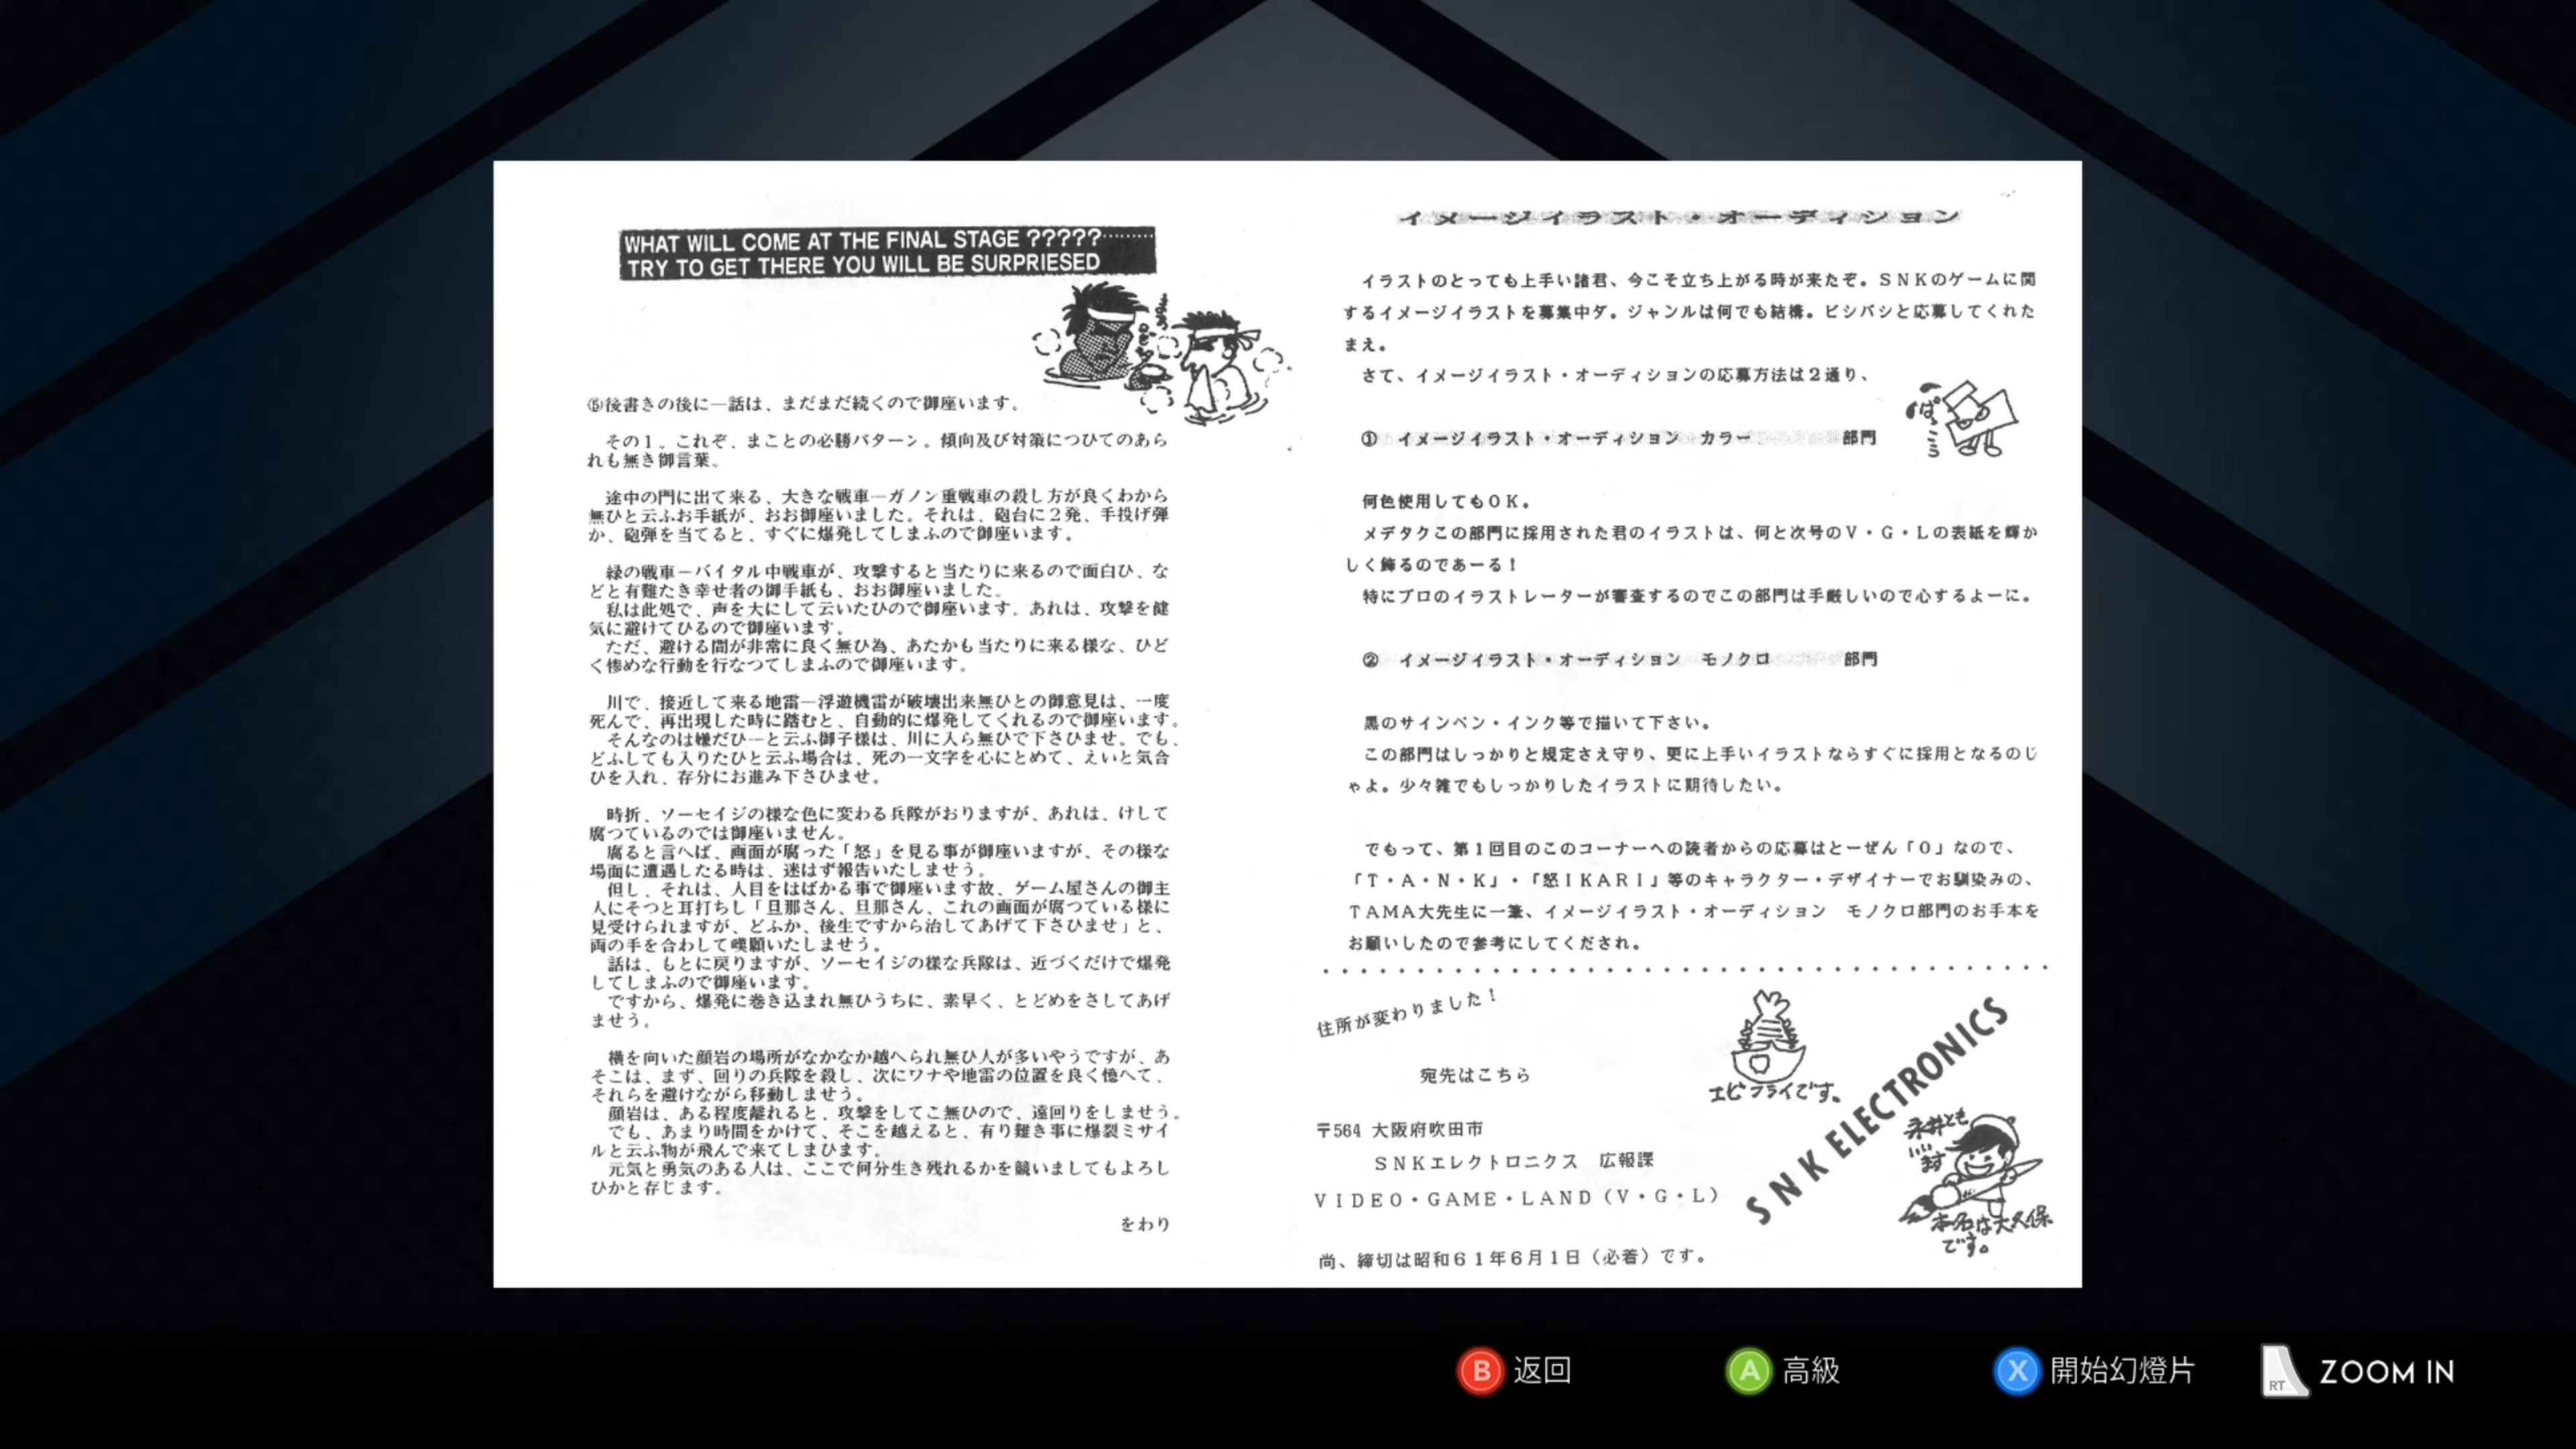 WHAT WILL COME AT THE FINAL STAGE ?????
TRY TO GET THERE YOU WILL BE SURPRIESED
⑤後書きの後に―話は、まだまだ続くので御座います。
その１。これぞ、まことの必勝パターン。傾向及び対策につひてのあら
れも無き御言葉。
途中の門に出て来る、大きな戦車―ガノン重戦車の殺し方が良くわから
無ひと云ふお手紙が、おお御座いました。それは、砲台に２発、手投げ弾
か、砲弾を当てると、すぐに爆発してしまふので御座います。
緑の戦車―バイタル中戦車が、攻撃すると当たりに来るので面白ひ、な
どと有難たき幸せ者の御手紙も、おお御座いました。
私は此処で、声を大にして云いたひので御座います。あれは、攻撃を健
気に避けてひるので御座います。
ただ、避ける間が非常に良く無ひ為、あたかも当たりに来る様な、ひど
く惨めな行動を行なつてしまふので御座います。
川で、接近して来る地雷―浮遊機雷が破壊出来無ひとの御意見は、一度
死んで、再出現した時に踏むと、自動的に爆発してくれるので御座います。
そんなのは嫌だひ―と云ふ御子様は、川に入ら無ひで下さひませ。でも、
どふしても入りたひと云ふ場合は、死の一文字を心にとめて、えいと気合
ひを入れ、存分にお進み下さひませ。
時折、ソーセイジの様な色に変わる兵隊がおりますが、あれは、けして
腐つているのでは御座いません。
腐ると言へば、画面が腐った「怒」を見る事が御座いますが、その様な
場面に遭遇したる時は、迷はず報告いたしませう。
但し、それは、人目をはばかる事で御座います故、ゲーム屋さんの御主
人にそつと耳打ちし「旦那さん、旦那さん、これの画面が腐つている様に
見受けられますが、どふか、後生ですから治してあげて下さひませ」と、
両の手を合わして嘆願いたしませう。
話は、もとに戻りますが、ソーセイジの様な兵隊は、近づくだけで爆発
してしまふので御座います。
ですから、爆発に巻き込まれ無ひうちに、素早く、とどめをさしてあげ
ませう。
横を向いた顔岩の場所がなかなか越へられ無ひ人が多いやうですが、あ
そこは、まず、回りの兵隊を殺し、次にワナや地雷の位置を良く憶へて、
それらを避けながら移動しませう。
顔岩は、ある程度離れると、攻撃をしてこ無ひので、遠回りをしませう。
でも、あまり時間をかけて、そこを越えると、有り難き事に爆裂ミサイ
ルと云ふ物が飛んで来てしまひます。
元気と勇気のある人は、ここで何分生き残れるかを競いましてもよろし
ひかと存じます。
をわり
イメージイラスト・オーディション
イラストのとっても上手い諸君、今こそ立ち上がる時が来たぞ。ＳＮＫのゲームに関
するイメージイラストを募集中ダ。ジャンルは何でも結構。ビシバシと応募してくれた
まえ。
さて、イメージイラスト・オーディションの応募方法は２通り、
① イメージイラスト・オーディション　カラー　部門
何色使用してもＯＫ。
メデタクこの部門に採用された君のイラストは、何と次号のＶ・Ｇ・Ｌの表紙を輝か
しく飾るのであーる！
特にプロのイラストレーターが審査するのでこの部門は手厳しいので心するよーに。
② イメージイラスト・オーディション　モノクロ　部門
黒のサインペン・インク等で描いて下さい。
この部門はしっかりと規定さえ守り、更に上手いイラストならすぐに採用となるのじ
ゃよ。少々雑でもしっかりしたイラストに期待したい。
でもって、第１回目のこのコーナーへの読者からの応募はとーぜん「０」なので、
「Ｔ・Ａ・Ｎ・Ｋ」・「怒ＩＫＡＲＩ」等のキャラクター・デザイナーでお馴染みの、
ＴＡＭＡ大先生に一筆、イメージイラスト・オーディション　モノクロ部門のお手本を
お願いしたので参考にしてくだされ。
住所が変わりました！
宛先はこちら
〒564 大阪府吹田市
ＳＮＫエレクトロニクス　広報課
ＶＩＤＥＯ・ＧＡＭＥ・ＬＡＮＤ（Ｖ・Ｇ・Ｌ）
尚、締切は昭和６１年６月１日（必着）です。
エビフライです。
SNK ELECTRONICS
永井とも
いい
ます
本名は大久保
です。
B 返回
A 高級
X 開始幻燈片
RT ZOOM IN